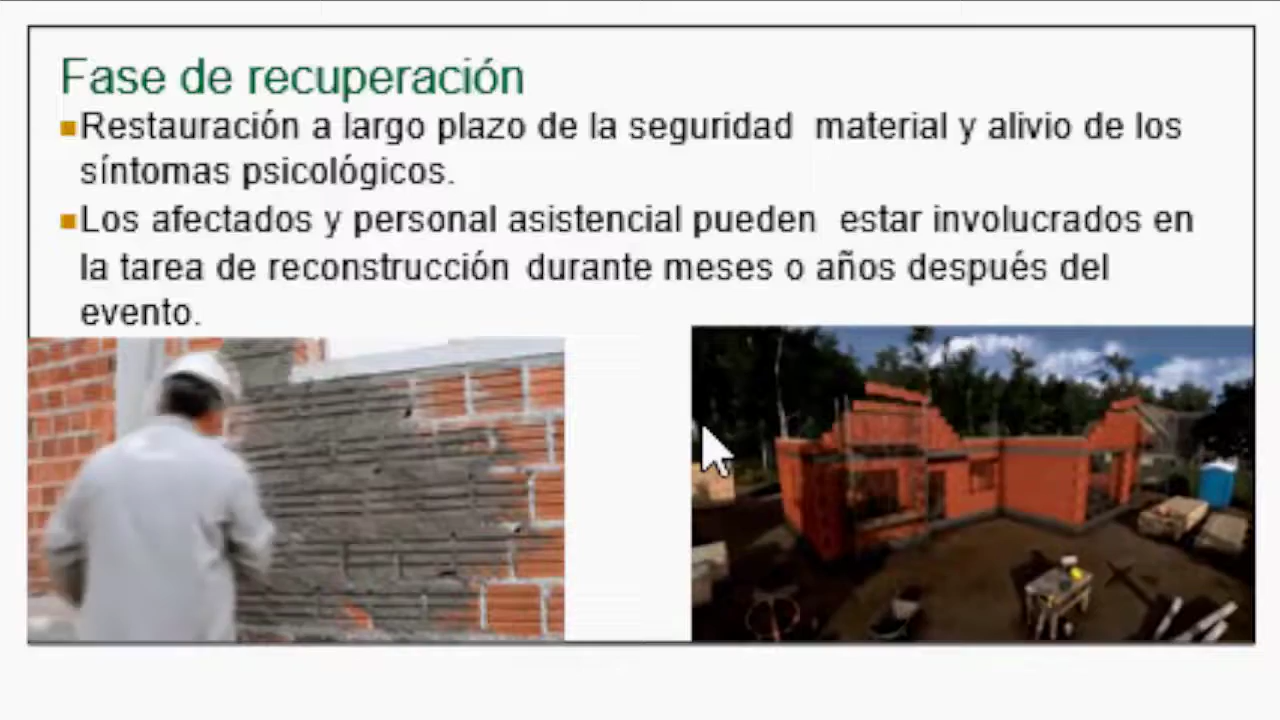 Fase de recuperación
Restauración a largo plazo de la seguridad material y alivio de los
síntomas psicológicos.
Los afectados y personal asistencial pueden estar involucrados en
la tarea de reconstrucción durante meses o años después del
evento.